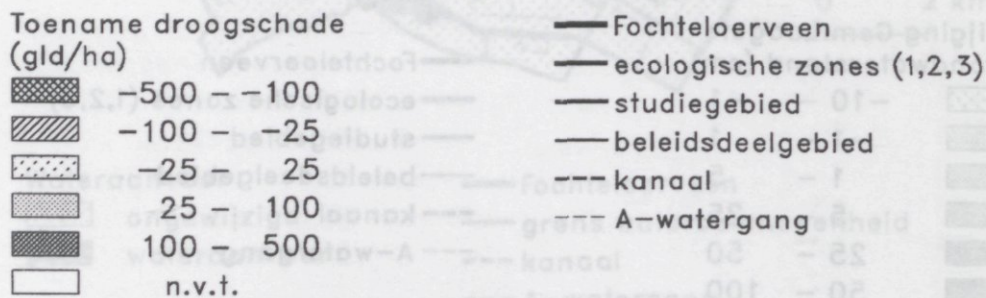 Toename droogschade
(gld/ha)
−500 − −100
−100 − −25
−25 − 25
25 − 100
100 − 500
n.v.t.
Fochteloerveen
ecologische zones (1,2,3)
studiegebied
beleidsdeelgebied
kanaal
A−watergang